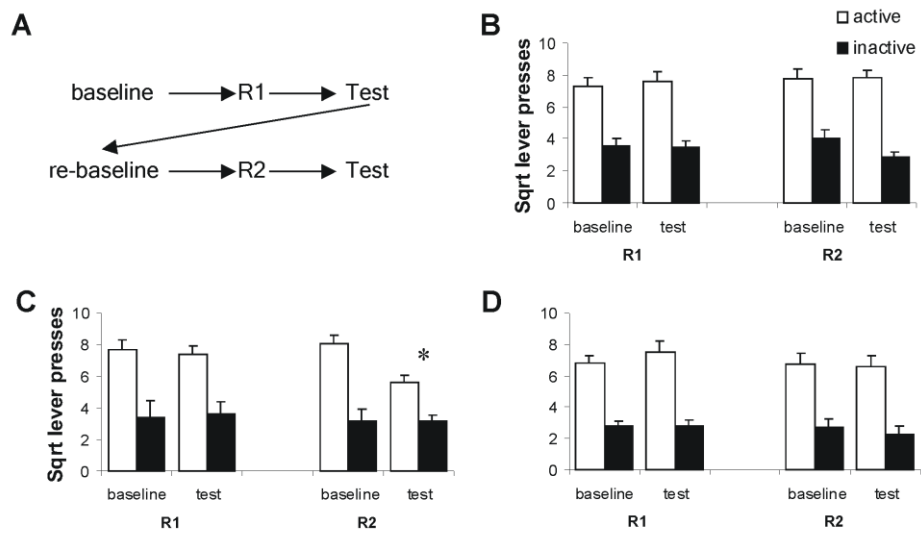 A
baseline R1 Test
re-baseline R2 Test
B
active
inactive
Sqrt lever presses
10
8
6
4
2
0
baseline test baseline test
R1 R2
C
Sqrt lever presses
10
8
6
4
2
0
*
baseline test baseline test
R1 R2
D
10
8
6
4
2
0
baseline test baseline test
R1 R2